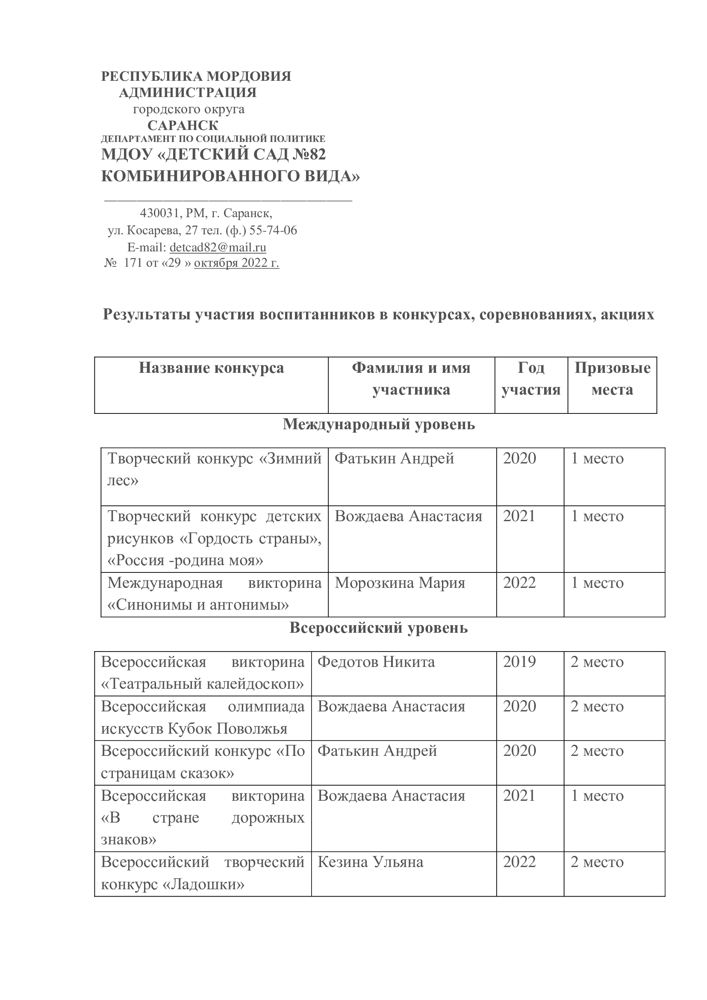 РЕСПУБЛИКА МОРДОВИЯ
АДМИНИСТРАЦИЯ
городского округа
САРАНСК
ДЕПАРТАМЕНТ ПО СОЦИАЛЬНОЙ ПОЛИТИКЕ
МДОУ «ДЕТСКИЙ САД №82
КОМБИНИРОВАННОГО ВИДА»
______________________________________
430031, РМ, г. Саранск,
ул. Косарева, 27 тел. (ф.) 55-74-06
E-mail: detcad82@mail.ru
№ 171 от «29 » октября 2022 г.
Результаты участия воспитанников в конкурсах, соревнованиях, акциях
Название конкурса Фамилия и имя Год Призовые
участника участия места
Международный уровень
Творческий конкурс «Зимний Фатькин Андрей 2020 1 место
лес»
Творческий конкурс детских Вождаева Анастасия 2021 1 место
рисунков «Гордость страны»,
«Россия -родина моя»
Международная викторина Морозкина Мария 2022 1 место
«Синонимы и антонимы»
Всероссийский уровень
Всероссийская викторина Федотов Никита 2019 2 место
«Театральный калейдоскоп»
Всероссийская олимпиада Вождаева Анастасия 2020 2 место
искусств Кубок Поволжья
Всероссийский конкурс «По Фатькин Андрей 2020 2 место
страницам сказок»
Всероссийская викторина Вождаева Анастасия 2021 1 место
«В стране дорожных
знаков»
Всероссийский творческий Кезина Ульяна 2022 2 место
конкурс «Ладошки»